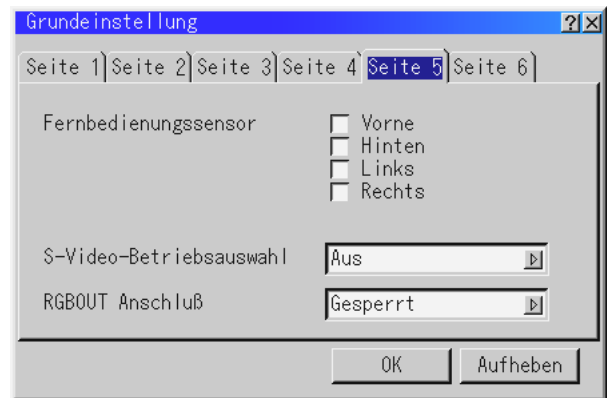 Grundeinstellung ? X
Seite 1 Seite 2 Seite 3 Seite 4 Seite 5 Seite 6
Fernbedienungssensor Vorne
Hinten
Links
Rechts
S-Video-Betriebsauswahl Aus
RGBOUT Anschluß Gesperrt
OK Aufheben